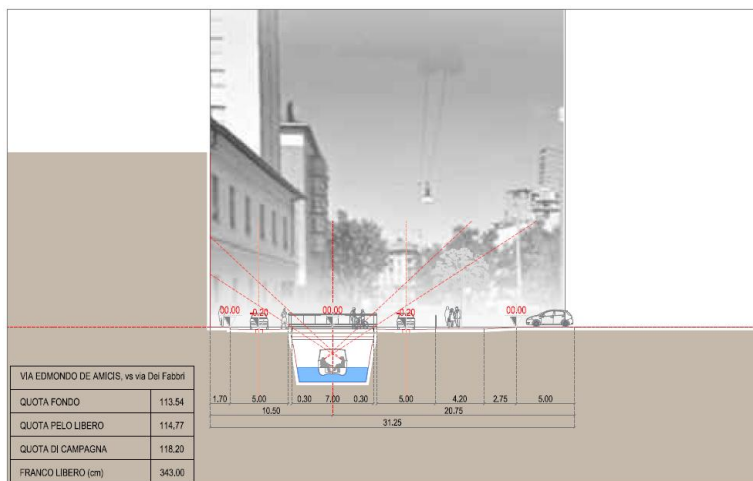 00.00
-0.20
00.00
-0.20
00.00
VIA EDMONDO DE AMICIS, vs via Dei Fabbri
QUOTA FONDO 113.54
QUOTA PELO LIBERO 114,77
QUOTA DI CAMPAGNA 118,20
FRANCO LIBERO (cm) 343.00
1.70 5.00 0.30 7.00 0.30 5.00 4.20 2.75 5.00
10.50 20.75
31.25